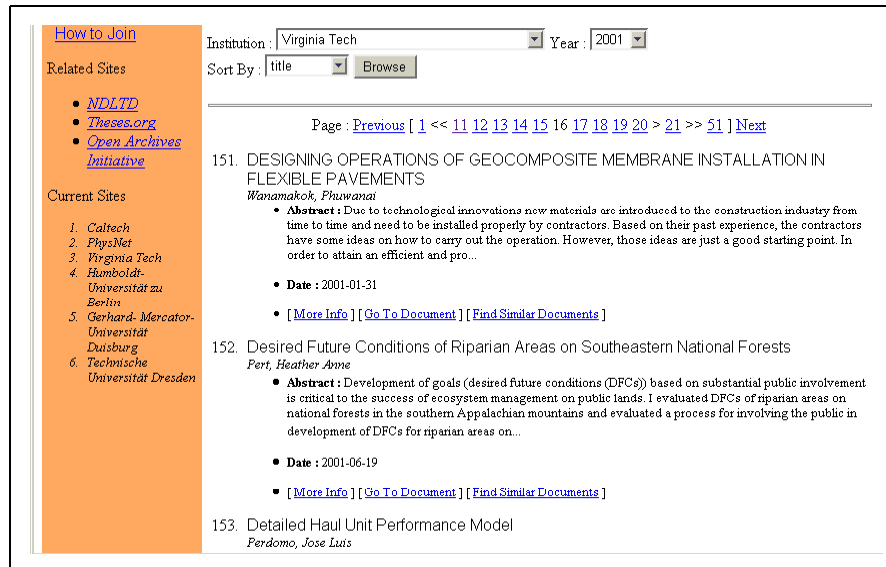 How to Join
Related Sites
• NDLTD
• Theses.org
• Open Archives
Initiative
Current Sites
1. Caltech
2. PhysNet
3. Virginia Tech
4. Humboldt-
Universität zu
Berlin
5. Gerhard- Mercator-
Universität
Duisburg
6. Technische
Universität Dresden
Institution : Virginia Tech Year : 2001
Sort By : title Browse
Page : Previous [ 1 << 11 12 13 14 15 16 17 18 19 20 > 21 >> 51 ] Next
151. DESIGNING OPERATIONS OF GEOCOMPOSITE MEMBRANE INSTALLATION IN
FLEXIBLE PAVEMENTS
Wanamakok, Phuwanai
• Abstract : Due to technological innovations new materials are introduced to the construction industry from
time to time and need to be installed properly by contractors. Based on their past experience, the contractors
have some ideas on how to carry out the operation. However, those ideas are just a good starting point. In
order to attain an efficient and pro...
• Date : 2001-01-31
• [ More Info ] [ Go To Document ] [ Find Similar Documents ]
152. Desired Future Conditions of Riparian Areas on Southeastern National Forests
Pert, Heather Anne
• Abstract : Development of goals (desired future conditions (DFCs)) based on substantial public involvement
is critical to the success of ecosystem management on public lands. I evaluated DFCs of riparian areas on
national forests in the southern Appalachian mountains and evaluated a process for involving the public in
development of DFCs for riparian areas on...
• Date : 2001-06-19
• [ More Info ] [ Go To Document ] [ Find Similar Documents ]
153. Detailed Haul Unit Performance Model
Perdomo, Jose Luis